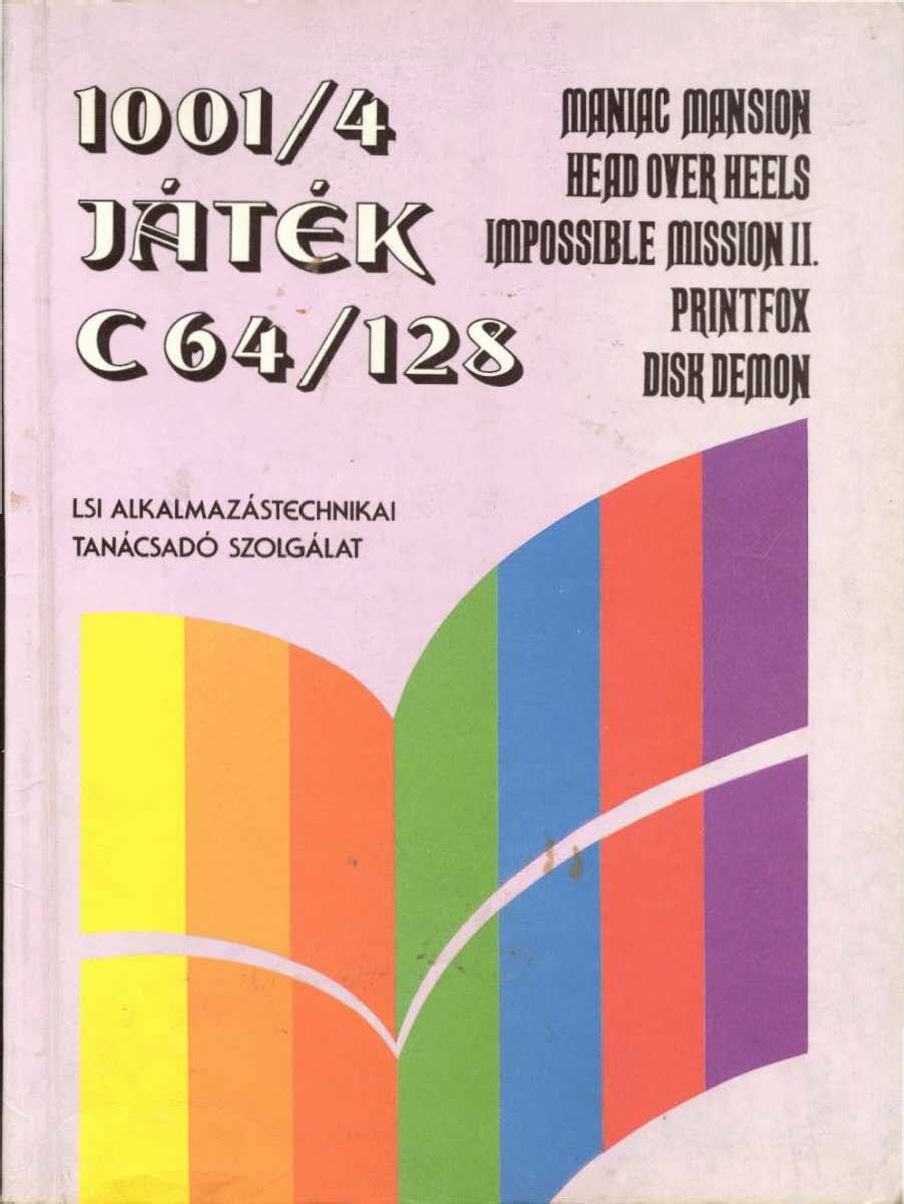 1001/4
JÁTÉK
C64/128
MANIAC MANSION
HEAD OVER HEELS
IMPOSSIBLE MISSION II.
PRINTFOX
DISK DEMON
LSI ALKALMAZÁSTECHNIKAI
TANÁCSADÓ SZOLGÁLAT